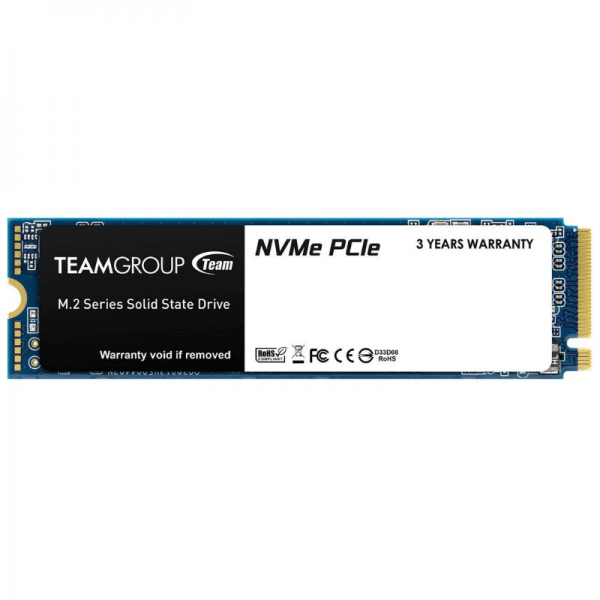 TEAMGROUP Team
M.2 Series Solid State Drive
Warranty void if removed
NVMe PCIe
3 YEARS WARRANTY
RoHS
COMPLIANT
FC CE
D33D08
RoHS